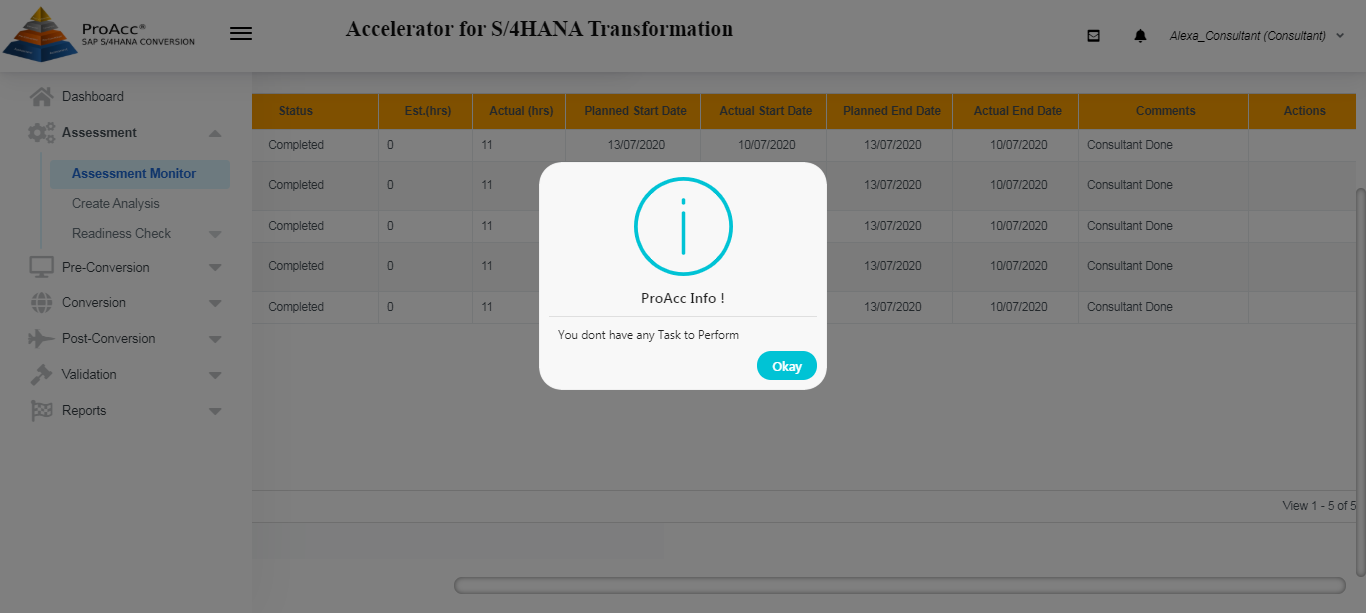 ProAcc®
SAP S/4HANA CONVERSION
Accelerator for S/4HANA Transformation
Alexa_Consultant (Consultant)
Dashboard
Assessment
Assessment Monitor
Create Analysis
Readiness Check
Pre-Conversion
Conversion
Post-Conversion
Validation
Reports
Status Est.(hrs) Actual (hrs) Planned Start Date Actual Start Date Planned End Date Actual End Date Comments Actions
Completed 0 11 13/07/2020 10/07/2020 13/07/2020 10/07/2020 Consultant Done
Completed 0 11 13/07/2020 10/07/2020 Consultant Done
Completed 0 11 13/07/2020 10/07/2020 Consultant Done
Completed 0 11 13/07/2020 10/07/2020 Consultant Done
Completed 0 11 13/07/2020 10/07/2020 Consultant Done
ProAcc Info !
You dont have any Task to Perform
Okay
View 1 - 5 of 5